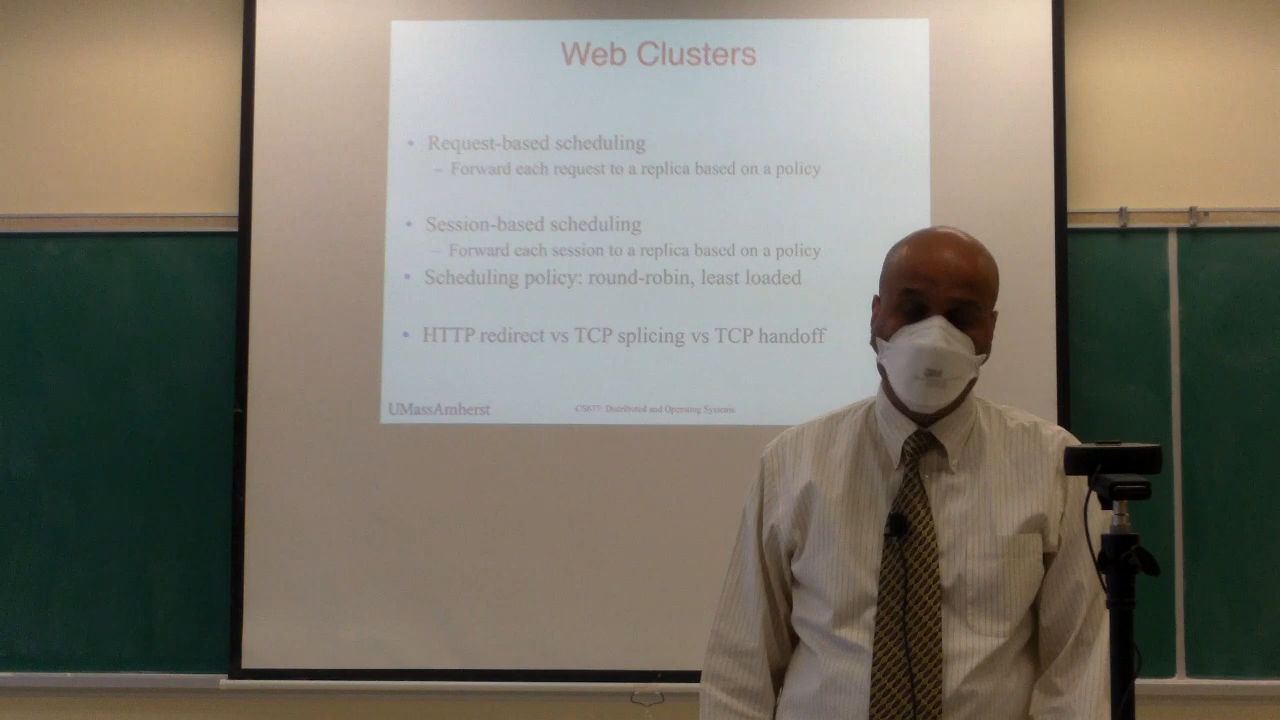 Web Clusters
• Request-based scheduling
– Forward each request to a replica based on a policy
• Session-based scheduling
– Forward each session to a replica based on a policy
• Scheduling policy: round-robin, least loaded
• HTTP redirect vs TCP splicing vs TCP handoff
UMassAmherst
CS677: Distributed and Operating Systems
3M